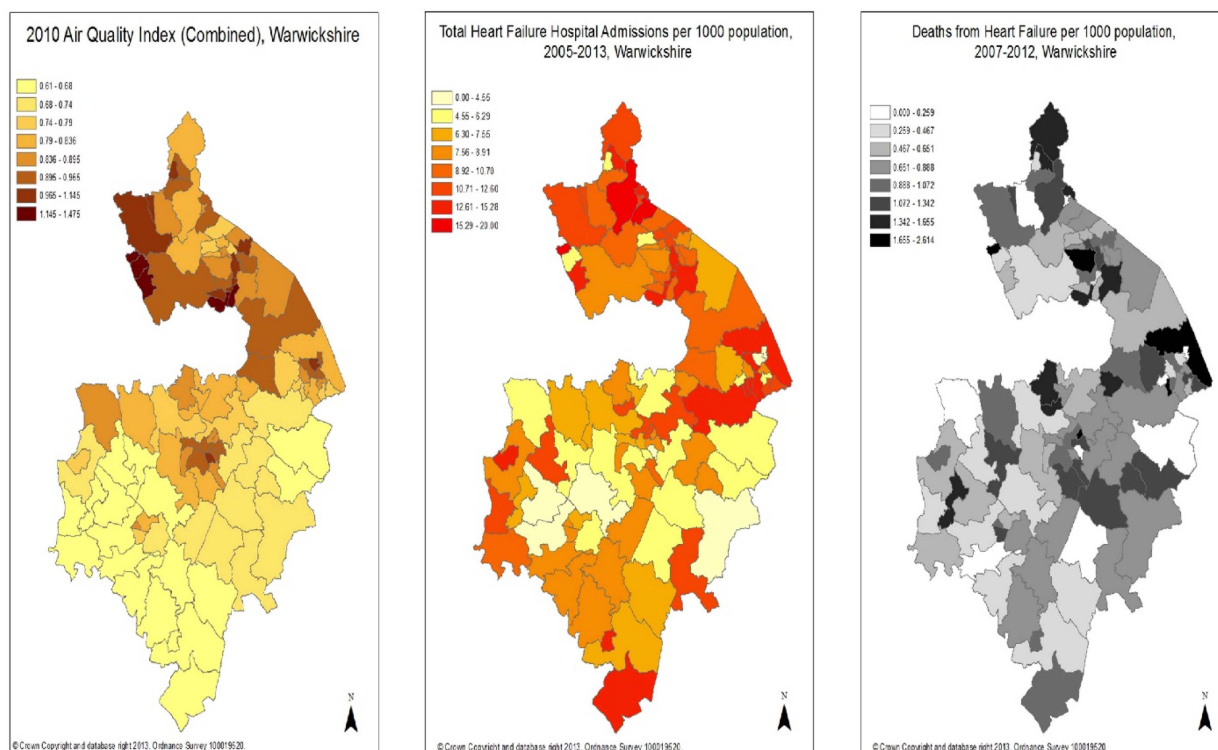 2010 Air Quality Index (Combined), Warwickshire
0.61 - 0.68
0.68 - 0.74
0.74 - 0.79
0.79 - 0.836
0.836 - 0.895
0.895 - 0.965
0.965 - 1.145
1.145 - 1.475
N
© Crown Copyright and database right 2013. Ordnance Survey 100019520.
Total Heart Failure Hospital Admissions per 1000 population,
2005-2013, Warwickshire
0.00 - 4.55
4.55 - 6.29
6.30 - 7.55
7.56 - 8.91
8.92 - 10.70
10.71 - 12.60
12.61 - 15.28
15.29 - 20.00
N
© Crown Copyright and database right 2013. Ordnance Survey 100019520.
Deaths from Heart Failure per 1000 population,
2007-2012, Warwickshire
0.000 - 0.259
0.259 - 0.467
0.467 - 0.651
0.651 - 0.888
0.888 - 1.072
1.072 - 1.342
1.342 - 1.655
1.655 - 2.614
N
© Crown Copyright and database right 2013. Ordnance Survey 100019520.